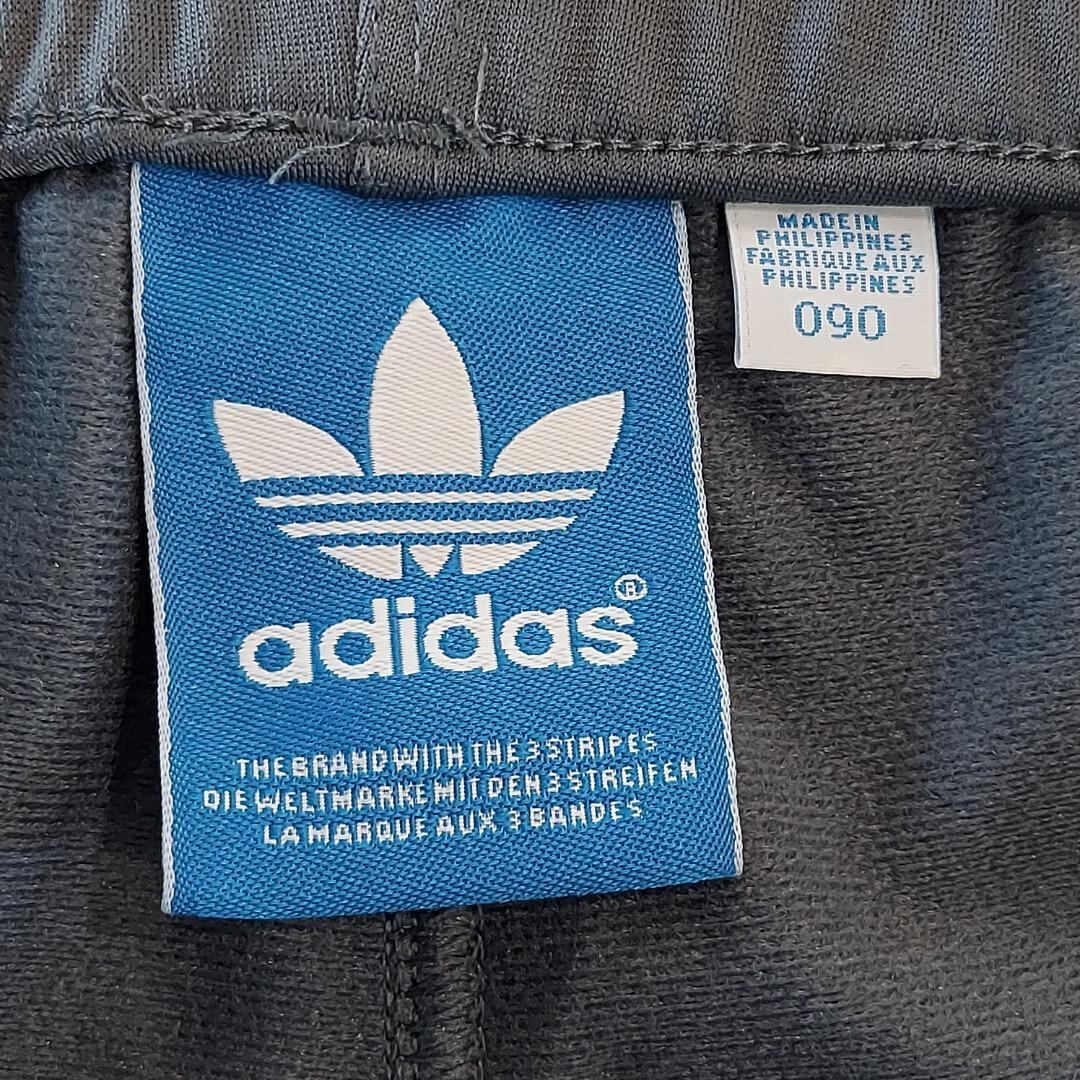 adidas®
THE BRAND WITH THE 3 STRIPES
DIE WELTMARKE MIT DEN 3 STREIFEN
LA MARQUE AUX 3 BANDES
MADE IN
PHILIPPINES
FABRIQUE AUX
PHILIPPINES
090